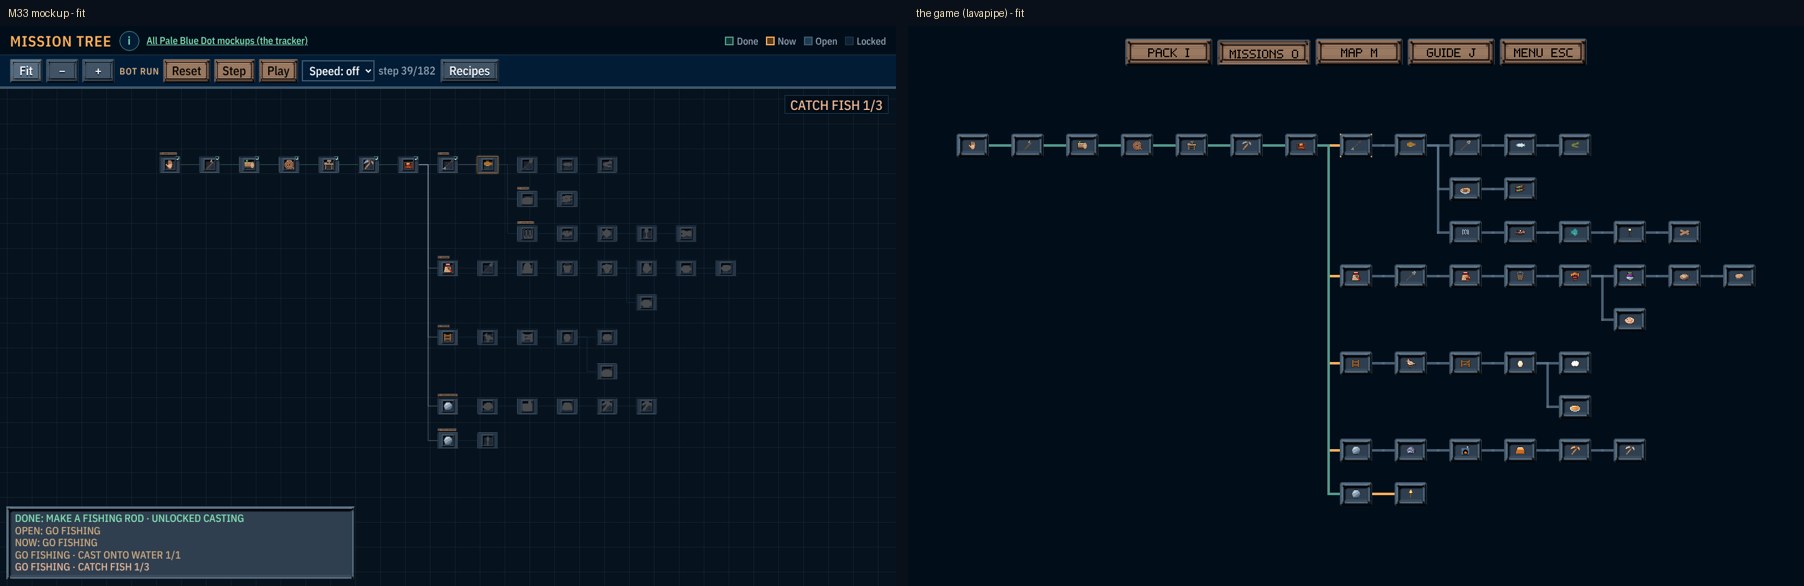 M33 mockup - fit
MISSION TREE
i
All Pale Blue Dot mockups (the tracker)
Done
Now
Open
Locked
Fit
−
+
BOT RUN
Reset
Step
Play
Speed: off
step 39/182
Recipes
CATCH FISH 1/3
DONE: MAKE A FISHING ROD · UNLOCKED CASTING
OPEN: GO FISHING
NOW: GO FISHING
GO FISHING · CAST ONTO WATER 1/1
GO FISHING · CATCH FISH 1/3
the game (lavapipe) - fit
PACK I
MISSIONS O
MAP M
GUIDE J
MENU ESC